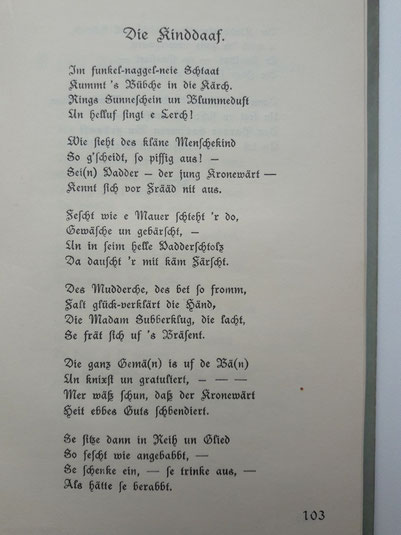 Die Kinddaaf.
Im funkel-naggel-neie Schtaat
Kummt 's Bübche in die Kärch.
Rings Sunneschein un Blummeduft
Un helluf singt e Lerch!
Wie sieht des kläne Menschekind
So g'scheidt, so piffig aus! —
Sei(n) Vadder — der jung Kronewärt —
Kennt sich vor Frääd nit aus.
Fescht wie e Mauer schteht 'r do,
Gewäsche un gebärscht, —
Un in seim helle Vadderschtolz
Da dauscht 'r mit käm Färscht.
Des Mudderche, des bet so fromm,
Falt glück-verklärt die Händ,
Die Madam Subberklug, die lacht,
Se frät sich uf 's Bräsent.
Die ganz Gemä(n) is uf de Bä(n)
Un knixst un gratuliert, — — —
Mer wäß schun, daß der Kronewärt
Heit ebbes Guts schbendiert.
Se sitze dann in Reih un Glied
So fescht wie angebabbt, —
Se schenke ein, — se trinke aus, —
Als hätte se berabbt.
103